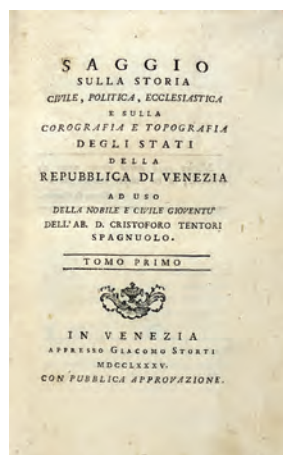 SAGGIO
SULLA STORIA
CIVILE, POLITICA, ECCLESIASTICA
E SULLA
COROGRAFIA E TOPOGRAFIA
DEGLI STATI
DELLA
REPUBBLICA DI VENEZIA
AD USO
DELLA NOBILE E CIVILE GIOVENTU'
DELL'AB. D. CRISTOFORO TENTORI
SPAGNUOLO.
TOMO PRIMO
IN VENEZIA
APPRESSO GIACOMO STORTI
MDCCLXXXV.
CON PUBBLICA APPROVAZIONE.